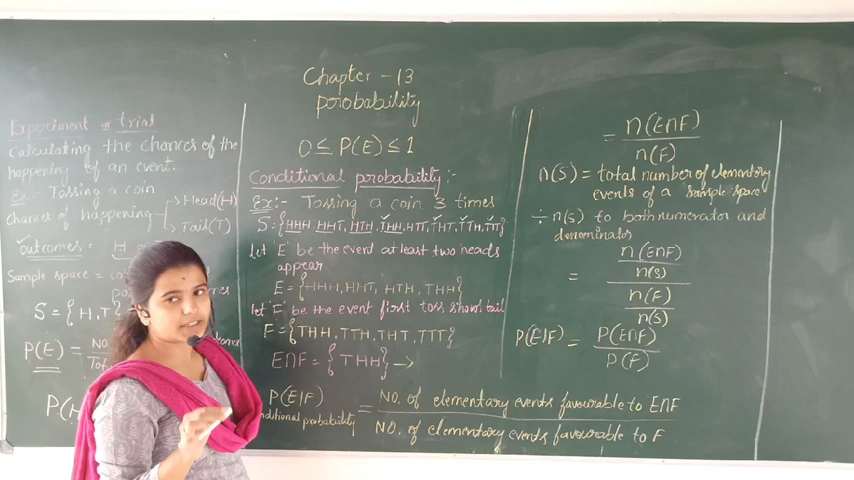 Chapter - 13
probability
Experiment or trial
Calculating the chances of the
happening of an event.
Ex:- Tossing a coin
chances of happening → Head(H)
→ Tail(T)
Outcomes = H
Sample space =
S = {H,T}
P(E) = NO.
P(H
0 ≤ P(E) ≤ 1
Conditional probability:-
Ex:- Tossing a coin 3 times
S = {HHH, HHT, HTH, THH, HTT, THT, TTH, TTT}
let 'E' be the event at least two heads
appear
E = {HHH, HHT, HTH, THH}
let 'F' be the event first toss shows tail
F = {THH, TTH, THT, TTT}
E∩F = {THH} →
P(E|F)
nditional probability = NO. of elementary events favourable to E∩F
NO. of elementary events favourable to F
= n(E∩F)
n(F)
n(S) = total number of elementary
events of a sample space
÷ n(S) to both numerator and
denominator
= n(E∩F)
n(S)
n(F)
n(S)
P(E|F) = P(E∩F)
P(F)